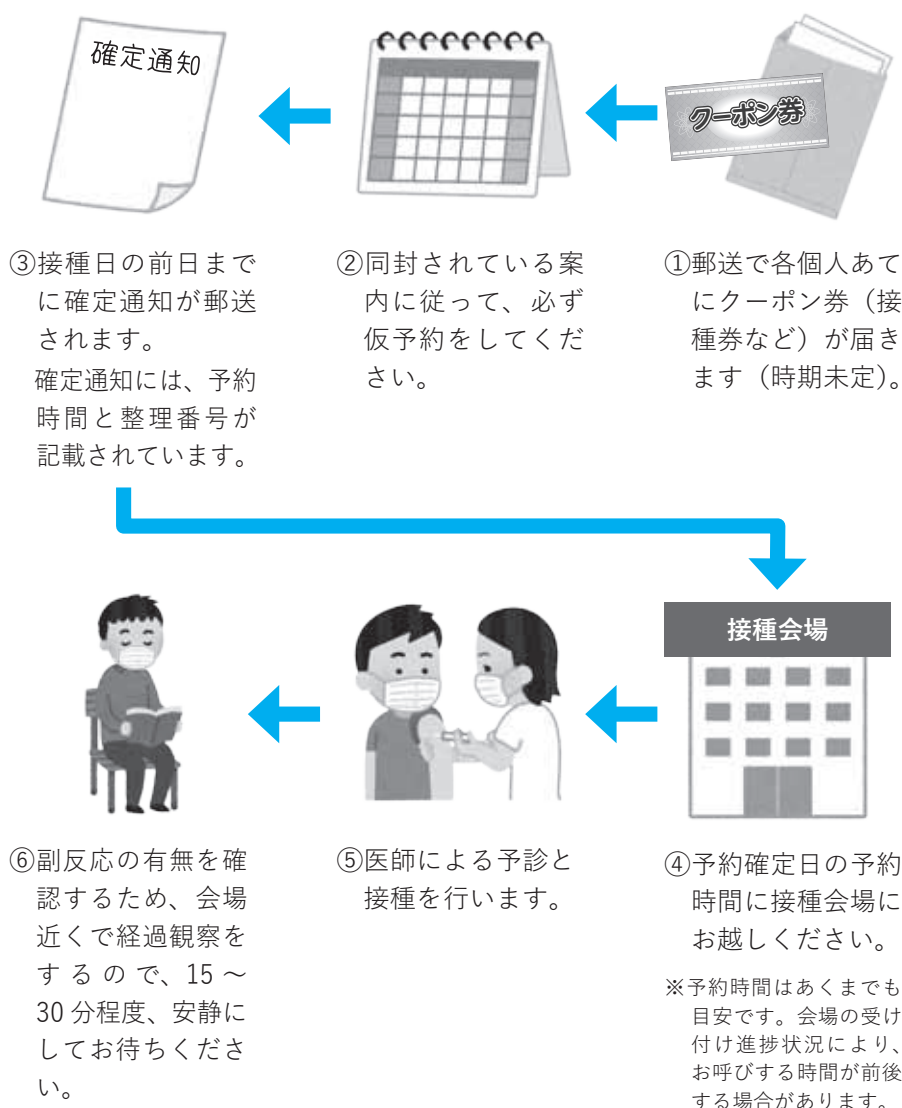 クーポン券
①郵送で各個人あて
にクーポン券（接
種券など）が届き
ます（時期未定）。
②同封されている案
内に従って、必ず
仮予約をしてくだ
さい。
確定通知
③接種日の前日まで
に確定通知が郵送
されます。
確定通知には、予約
時間と整理番号が
記載されています。
接種会場
④予約確定日の予約
時間に接種会場に
お越しください。
※予約時間はあくまでも
目安です。会場の受け
付け進捗状況により、
お呼びする時間が前後
する場合があります。
⑤医師による予診と
接種を行います。
⑥副反応の有無を確
認するため、会場
近くで経過観察を
するので、15～
30分程度、安静に
してお待ちくださ
い。